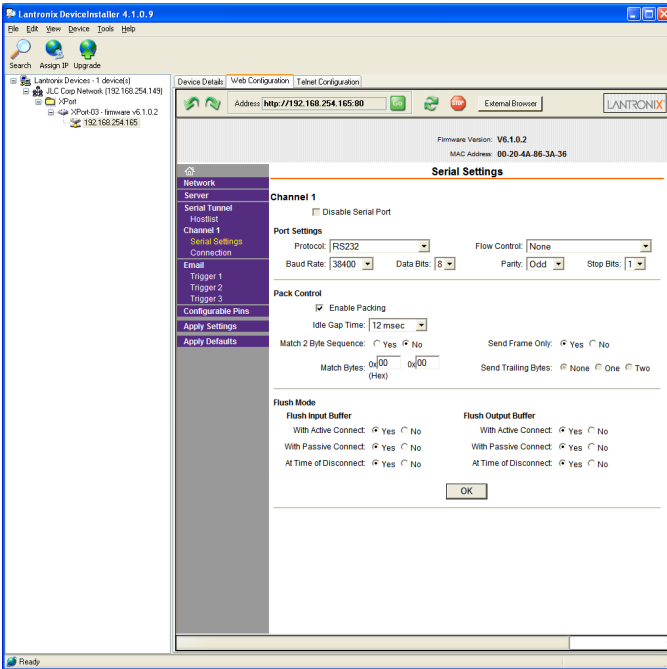 Lantronix DeviceInstaller 4.1.0.9
File Edit View Device Tools Help
Search Assign IP Upgrade
Lantronix Devices - 1 device(s)
JLC Corp Network (192.168.254.149)
XPort
XPort-03 - firmware v6.1.0.2
192.168.254.165
Device Details Web Configuration Telnet Configuration
Address http://192.168.254.165:80 Go STOP External Browser LANTRONIX
Firmware Version: V6.1.0.2
MAC Address: 00-20-4A-86-3A-36
Network
Server
Serial Tunnel
Hostlist
Channel 1
Serial Settings
Connection
Email
Trigger 1
Trigger 2
Trigger 3
Configurable Pins
Apply Settings
Apply Defaults
Serial Settings
Channel 1
Disable Serial Port
Port Settings
Protocol: RS232 Flow Control: None
Baud Rate: 38400 Data Bits: 8 Parity: Odd Stop Bits: 1
Pack Control
Enable Packing
Idle Gap Time: 12 msec
Match 2 Byte Sequence: Yes No Send Frame Only: Yes No
Match Bytes: 0x00 0x00 Send Trailing Bytes: None One Two
(Hex)
Flush Mode
Flush Input Buffer Flush Output Buffer
With Active Connect: Yes No With Active Connect: Yes No
With Passive Connect: Yes No With Passive Connect: Yes No
At Time of Disconnect: Yes No At Time of Disconnect: Yes No
OK
Ready